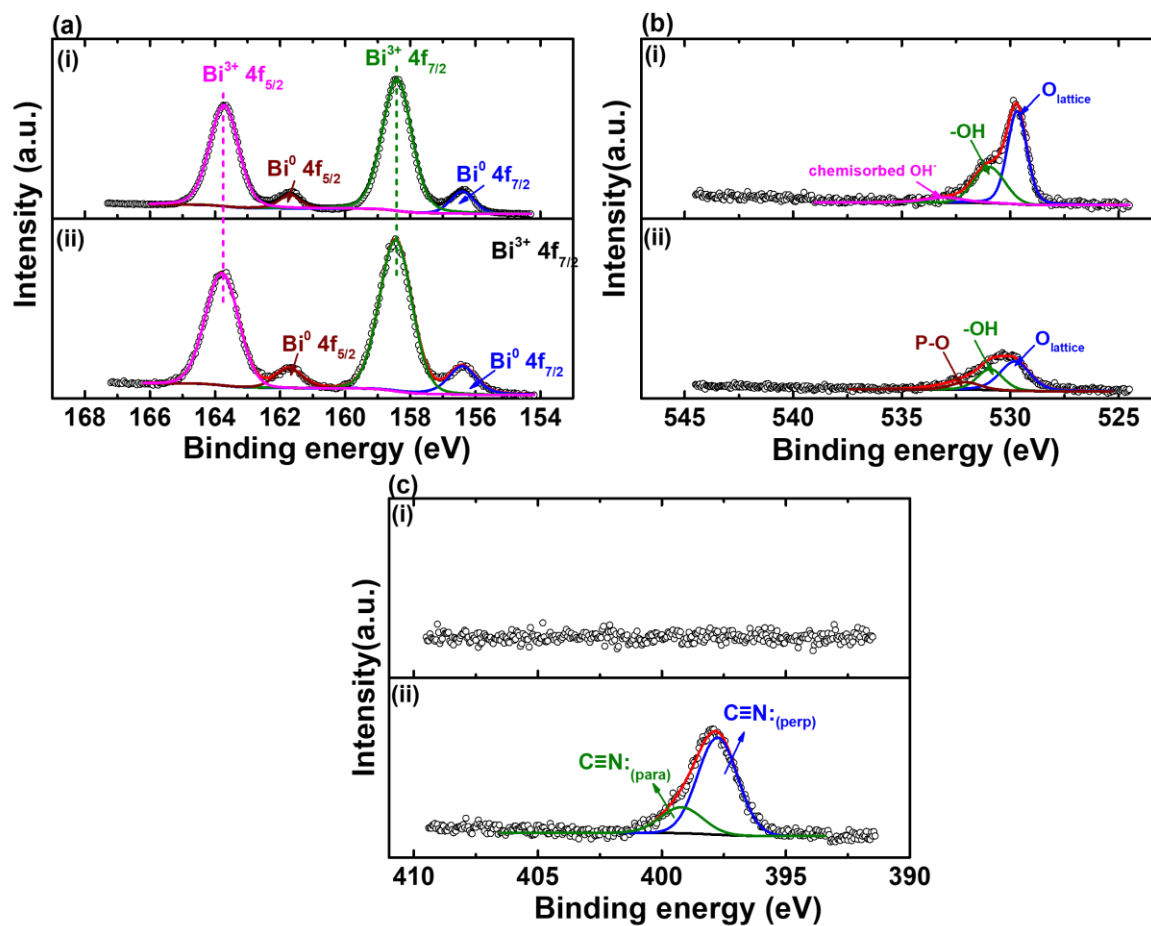 (a)
(i)
Bi³⁺ 4f₅/₂
Bi³⁺ 4f₇/₂
Bi⁰ 4f₅/₂
Bi⁰ 4f₇/₂
(ii)
Bi³⁺ 4f₇/₂
Bi⁰ 4f₅/₂
Bi⁰ 4f₇/₂
Intensity (a.u.)
168 166 164 162 160 158 156 154
Binding energy (eV)
(b)
(i)
O lattice
-OH
chemisorbed OH⁻
(ii)
P-O
-OH
O lattice
Intensity(a.u.)
545 540 535 530 525
Binding energy (eV)
(c)
(i)
(ii)
C≡N:(perp)
C≡N:(para)
Intensity(a.u.)
410 405 400 395 390
Binding energy (eV)